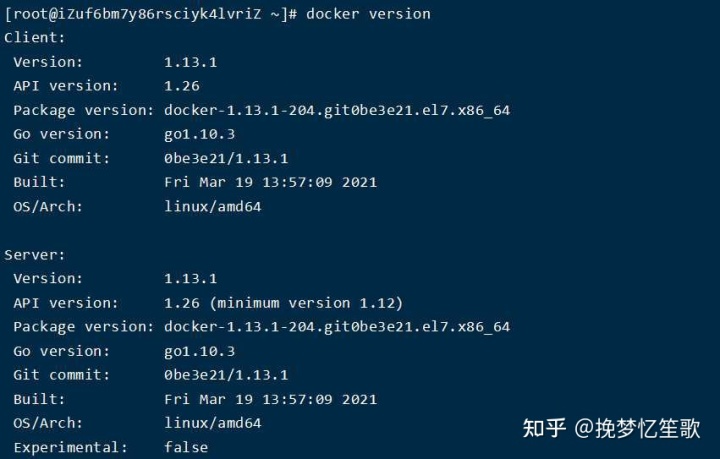 [root@iZuf6bm7y86rsciyk4lvriZ ~]# docker version
Client:
Version: 1.13.1
API version: 1.26
Package version: docker-1.13.1-204.git0be3e21.el7.x86_64
Go version: go1.10.3
Git commit: 0be3e21/1.13.1
Built: Fri Mar 19 13:57:09 2021
OS/Arch: linux/amd64
Server:
Version: 1.13.1
API version: 1.26 (minimum version 1.12)
Package version: docker-1.13.1-204.git0be3e21.el7.x86_64
Go version: go1.10.3
Git commit: 0be3e21/1.13.1
Built: Fri Mar 19 13:57:09 2021
OS/Arch: linux/amd64
Experimental: false
知乎 @挽梦忆笙歌